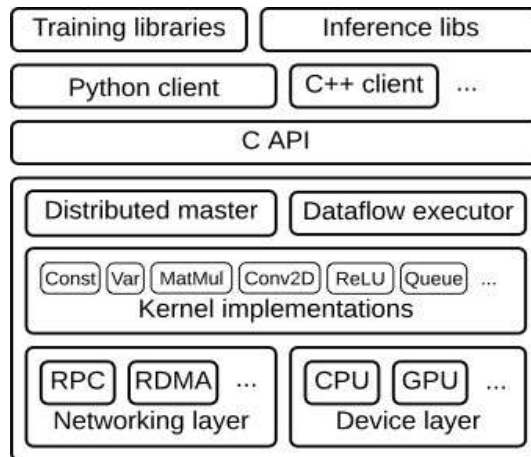 Training libraries Inference libs
Python client C++ client ...
C API
Distributed master Dataflow executor
Const Var MatMul Conv2D ReLU Queue ...
Kernel implementations
RPC RDMA ... CPU GPU ...
Networking layer Device layer